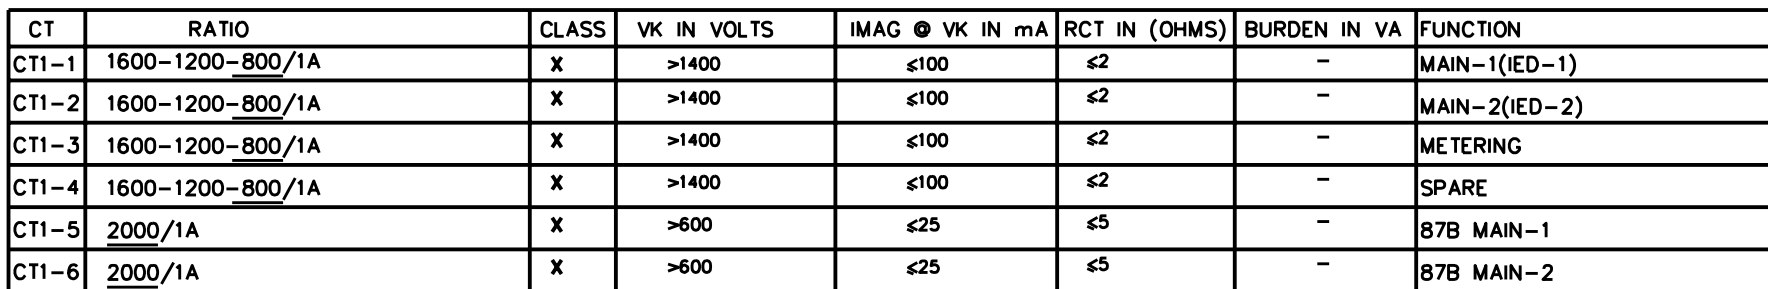 CT RATIO CLASS VK IN VOLTS IMAG @ VK IN mA RCT IN (OHMS) BURDEN IN VA FUNCTION
CT1-1 1600-1200-800/1A X >1400 ≤100 ≤2 - MAIN-1(IED-1)
CT1-2 1600-1200-800/1A X >1400 ≤100 ≤2 - MAIN-2(IED-2)
CT1-3 1600-1200-800/1A X >1400 ≤100 ≤2 - METERING
CT1-4 1600-1200-800/1A X >1400 ≤100 ≤2 - SPARE
CT1-5 2000/1A X >600 ≤25 ≤5 - 87B MAIN-1
CT1-6 2000/1A X >600 ≤25 ≤5 - 87B MAIN-2